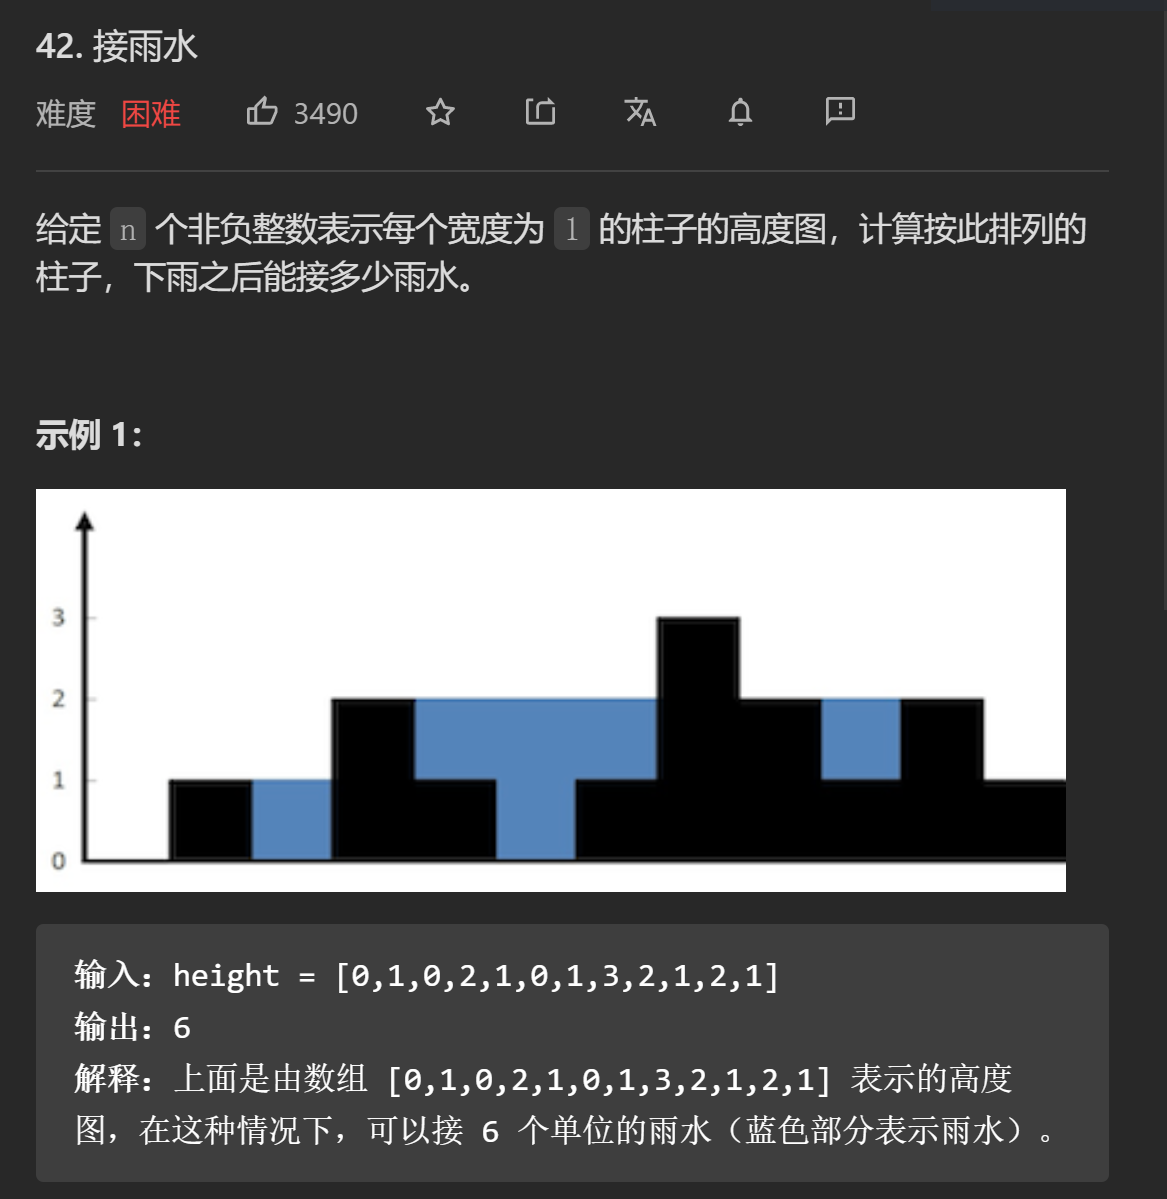 42. 接雨水
难度 困难 3490
给定 n 个非负整数表示每个宽度为 1 的柱子的高度图，计算按此排列的
柱子，下雨之后能接多少雨水。
示例 1：
3
2
1
0
输入：height = [0,1,0,2,1,0,1,3,2,1,2,1]
输出：6
解释：上面是由数组 [0,1,0,2,1,0,1,3,2,1,2,1] 表示的高度
图，在这种情况下，可以接 6 个单位的雨水（蓝色部分表示雨水）。